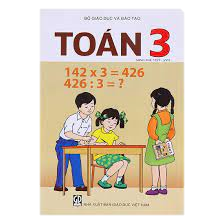 BỘ GIÁO DỤC VÀ ĐÀO TẠO
TOÁN 3
142 x 3 = 426
426 : 3 = ?
NHÀ XUẤT BẢN GIÁO DỤC VIỆT NAM